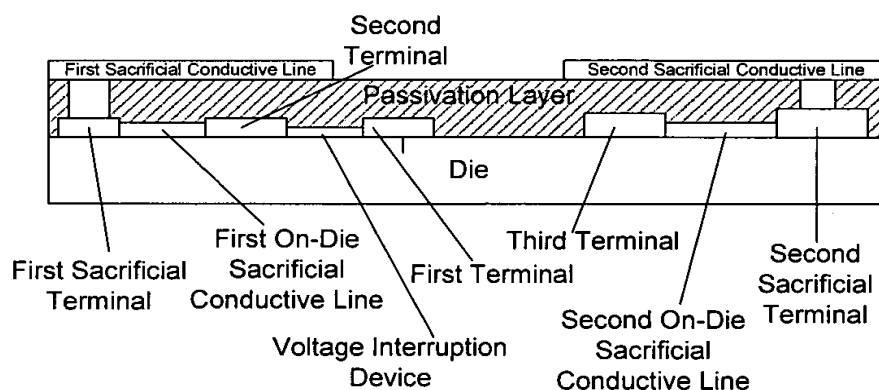 Second
Terminal
First Sacrificial Conductive Line
Second Sacrificial Conductive Line
Passivation Layer
Die
First Sacrificial
Terminal
First On-Die
Sacrificial
Conductive Line
Voltage Interruption
Device
First Terminal
Third Terminal
Second On-Die
Sacrificial
Conductive Line
Second
Sacrificial
Terminal